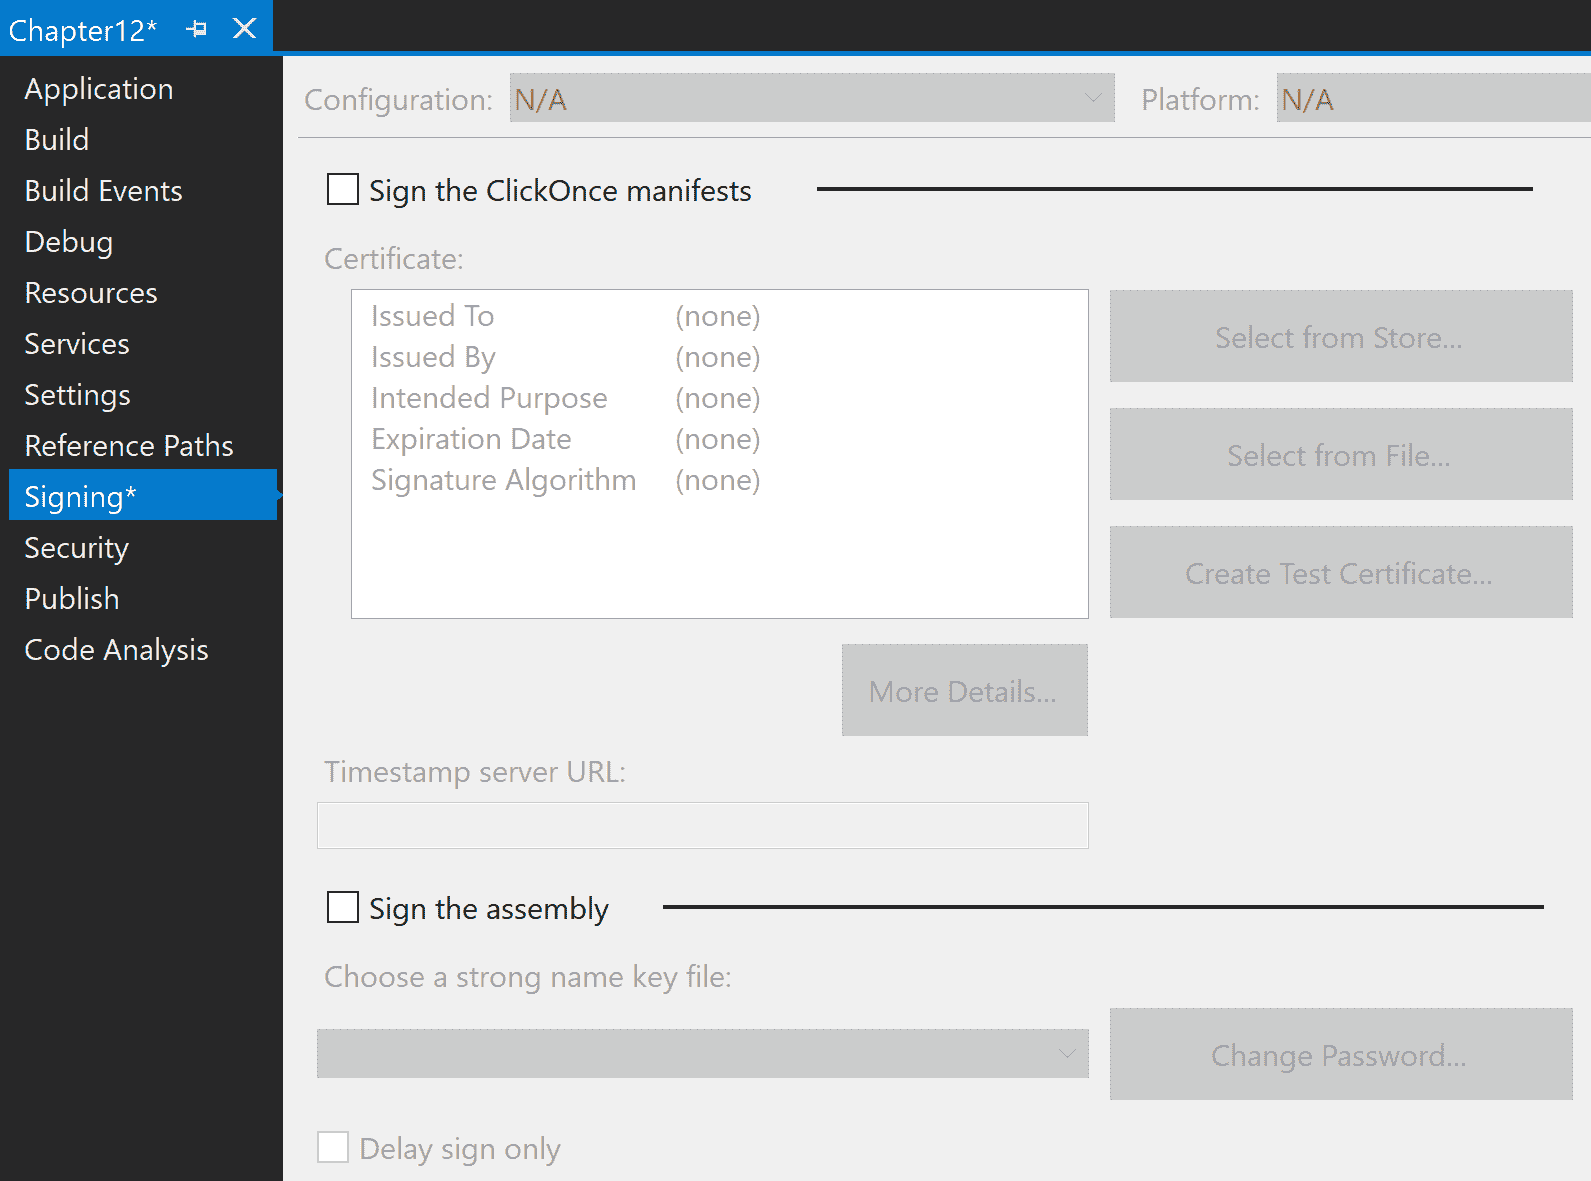 Chapter12*
Application
Build
Build Events
Debug
Resources
Services
Settings
Reference Paths
Signing*
Security
Publish
Code Analysis
Configuration: N/A Platform: N/A
Sign the ClickOnce manifests
Certificate:
Issued To (none)
Issued By (none)
Intended Purpose (none)
Expiration Date (none)
Signature Algorithm (none)
Select from Store...
Select from File...
Create Test Certificate...
More Details...
Timestamp server URL:
Sign the assembly
Choose a strong name key file:
Change Password...
Delay sign only